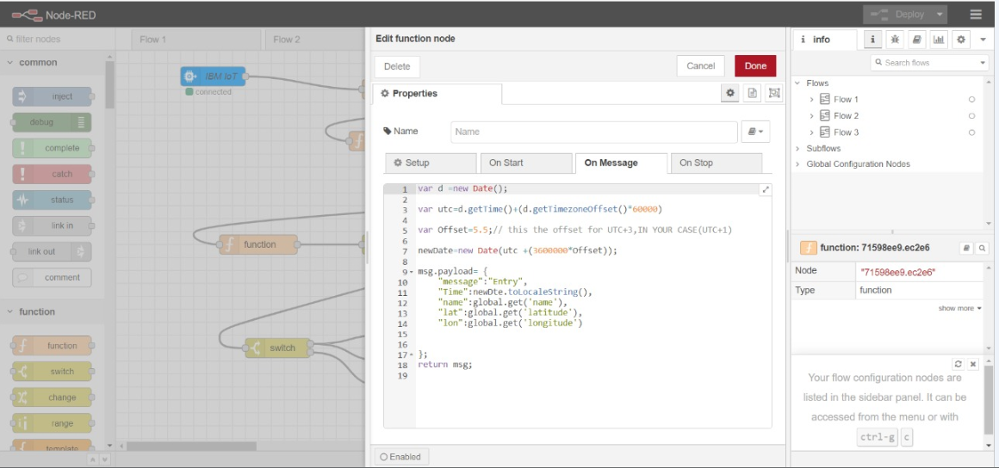 Node-RED
Deploy
filter nodes
Flow 1
Flow 2
common
inject
debug
complete
catch
status
link in
link out
comment
function
function
switch
change
range
template
IBM IoT
connected
function
switch
Edit function node
Delete
Cancel
Done
Properties
Name
Name
Setup
On Start
On Message
On Stop
1 var d =new Date();
2
3 var utc=d.getTime()+(d.getTimezoneOffset()*60000)
4
5 var Offset=5.5;// this the offset for UTC+3,IN YOUR CASE(UTC+1)
6
7 newDate=new Date(utc +(3600000*Offset));
8
9 msg.payload= {
10 "message":"Entry",
11 "Time":newDte.toLocaleString(),
12 "name":global.get('name'),
13 "lat":global.get('latitude'),
14 "lon":global.get('longitude')
15
16
17 };
18 return msg;
19
Enabled
info
Search flows
Flows
Flow 1
Flow 2
Flow 3
Subflows
Global Configuration Nodes
function: 71598ee9.ec2e6
Node "71598ee9.ec2e6"
Type function
show more
Your flow configuration nodes are
listed in the sidebar panel. It can be
accessed from the menu or with
ctrl-g c